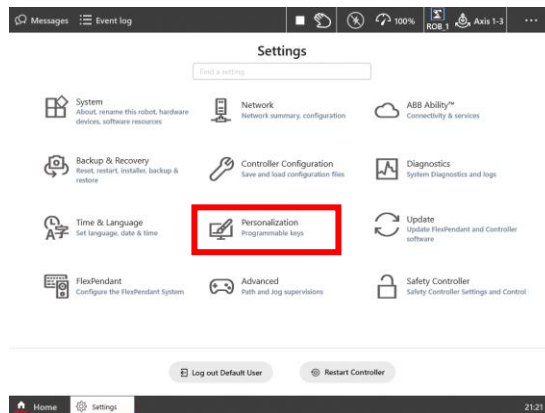 Messages Event log 100% ROB_1 Axis 1-3 ...
Settings
Find a setting
System
About, rename this robot, hardware
devices, software resources
Network
Network summary, configuration
ABB Ability™
Connectivity & services
Backup & Recovery
Reset, restart, installer, backup &
restore
Controller Configuration
Save and load configuration files
Diagnostics
System Diagnostics and logs
Time & Language
Set language, date & time
Personalization
Programmable keys
Update
Update FlexPendant and Controller
software
FlexPendant
Configure the FlexPendant System
Advanced
Path and Jog supervisions
Safety Controller
Safety Controller Settings and Control
Log out Default User Restart Controller
Home Settings 21:21